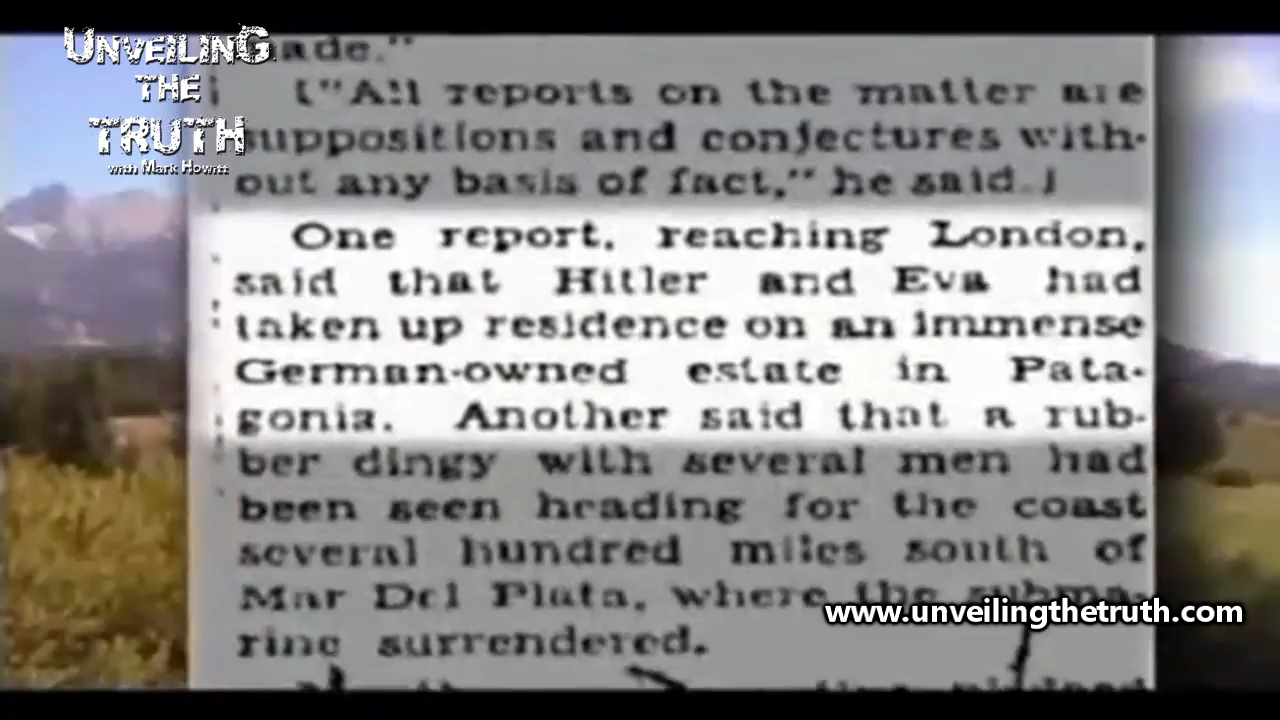 UNVEILING
THE
TRUTH
with Mark Howitt
made."
["All reports on the matter are
suppositions and conjectures with-
out any basis of fact," he said.]
One report, reaching London,
said that Hitler and Eva had
taken up residence on an immense
German-owned estate in Pata-
gonia. Another said that a rub-
ber dingy with several men had
been seen heading for the coast
several hundred miles south of
Mar Del Plata, where the subma-
rine surrendered.
www.unveilingthetruth.com